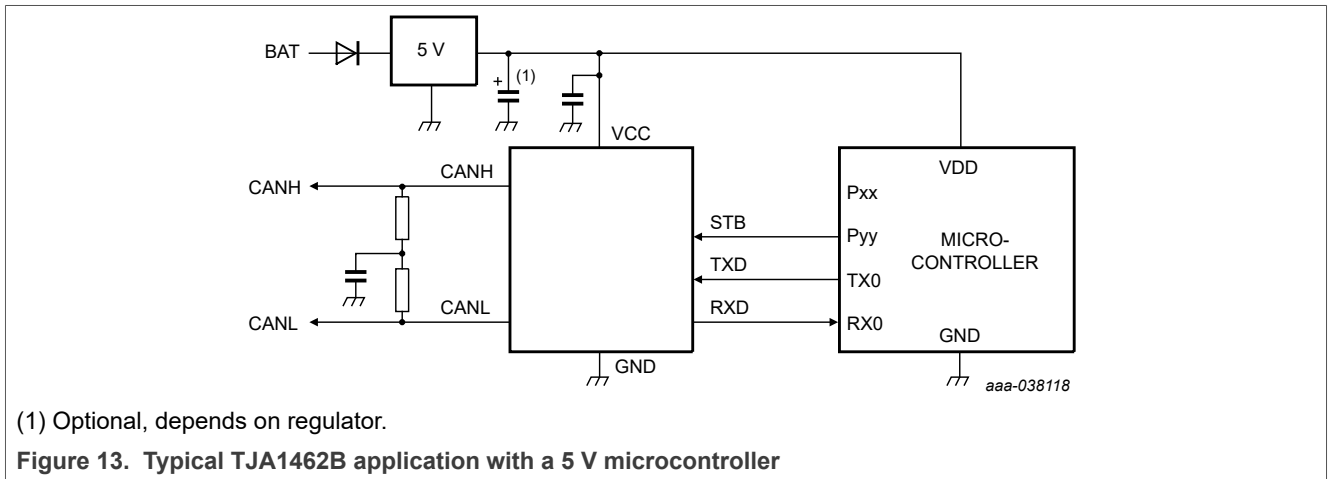 BAT
5 V
+
(1)
VCC
CANH
CANH
CANL
CANL
GND
STB
TXD
RXD
VDD
Pxx
Pyy
TX0
RX0
MICRO-
CONTROLLER
GND
aaa-038118
(1) Optional, depends on regulator.
Figure 13. Typical TJA1462B application with a 5 V microcontroller